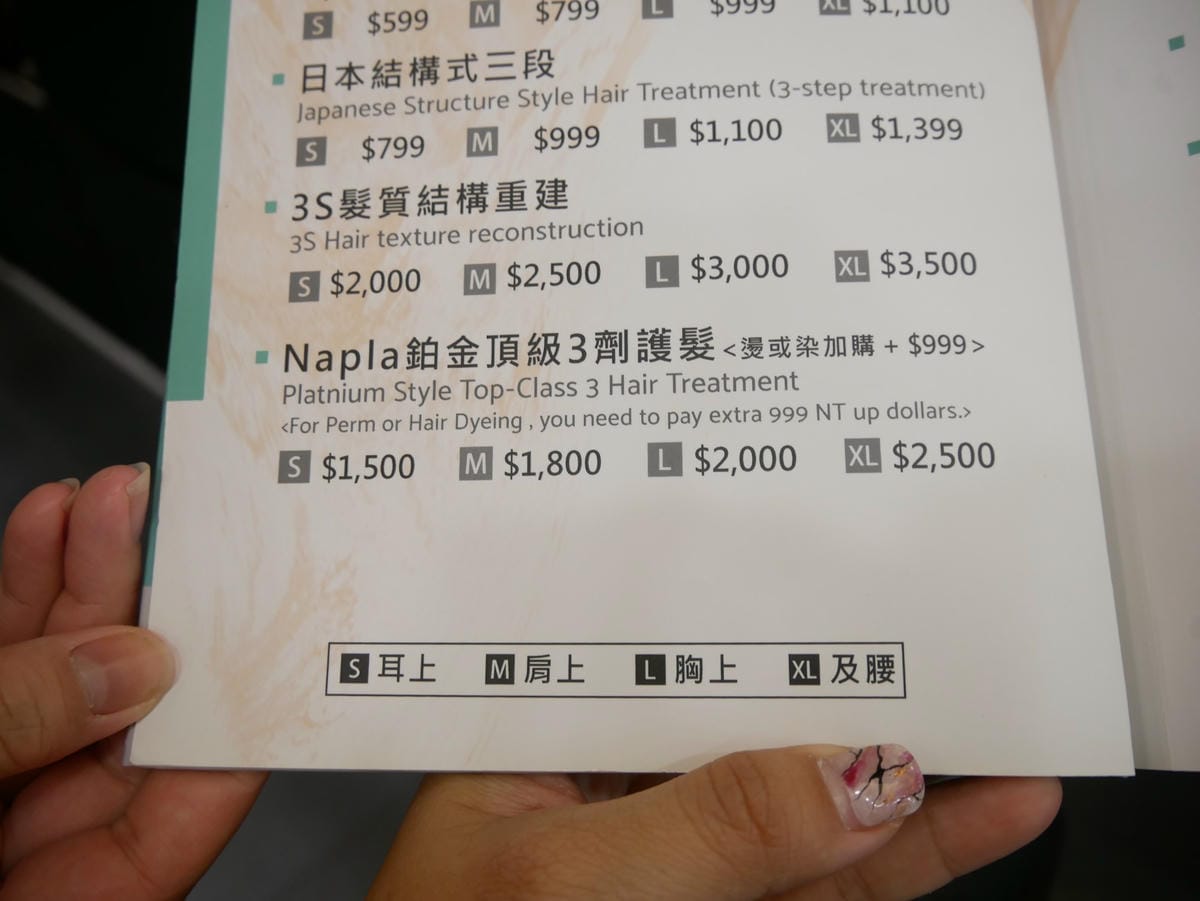 S $599 M $799 L $999 XL $1,100
日本結構式三段
Japanese Structure Style Hair Treatment (3-step treatment)
S $799 M $999 L $1,100 XL $1,399
3S髮質結構重建
3S Hair texture reconstruction
S $2,000 M $2,500 L $3,000 XL $3,500
Napla鉑金頂級3劑護髮<燙或染加購 + $999>
Platnium Style Top-Class 3 Hair Treatment
<For Perm or Hair Dyeing , you need to pay extra 999 NT up dollars.>
S $1,500 M $1,800 L $2,000 XL $2,500
S 耳上 M 肩上 L 胸上 XL 及腰